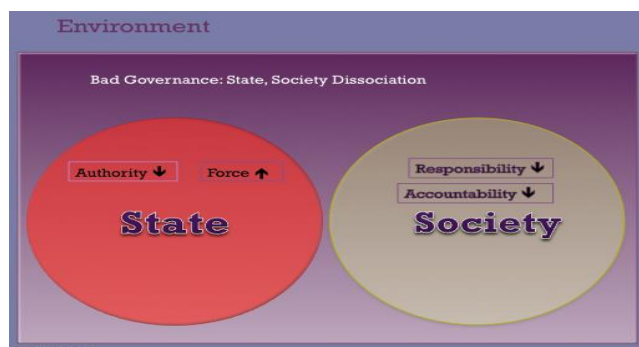 Environment
Bad Governance: State, Society Dissociation
Authority ↓ Force ↑
State
Responsibility ↓
Accountability ↓
Society